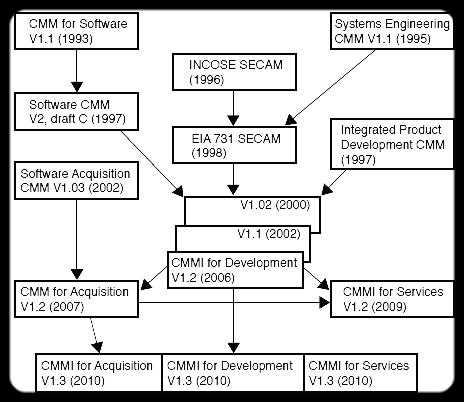 CMM for Software
V1.1 (1993)
Systems Engineering
CMM V1.1 (1995)
INCOSE SECAM
(1996)
Software CMM
V2, draft C (1997)
EIA 731 SECAM
(1998)
Integrated Product
Development CMM
(1997)
Software Acquisition
CMM V1.03 (2002)
V1.02 (2000)
V1.1 (2002)
CMMI for Development
V1.2 (2006)
CMM for Acquisition
V1.2 (2007)
CMMI for Services
V1.2 (2009)
CMMI for Acquisition
V1.3 (2010)
CMMI for Development
V1.3 (2010)
CMMI for Services
V1.3 (2010)